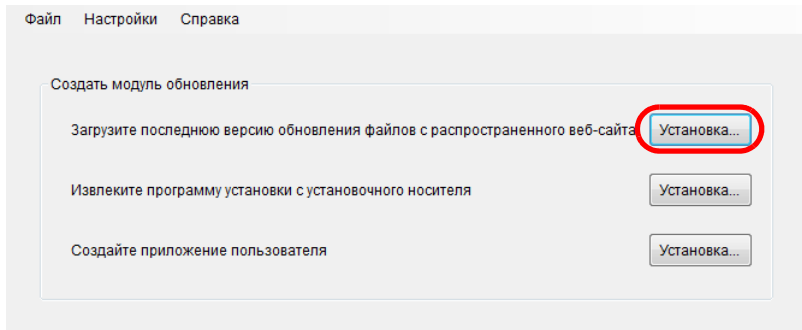 Файл Настройки Справка
Создать модуль обновления
Загрузите последнюю версию обновления файлов с распространенного веб-сайта Установка...
Извлеките программу установки с установочного носителя Установка...
Создайте приложение пользователя Установка...